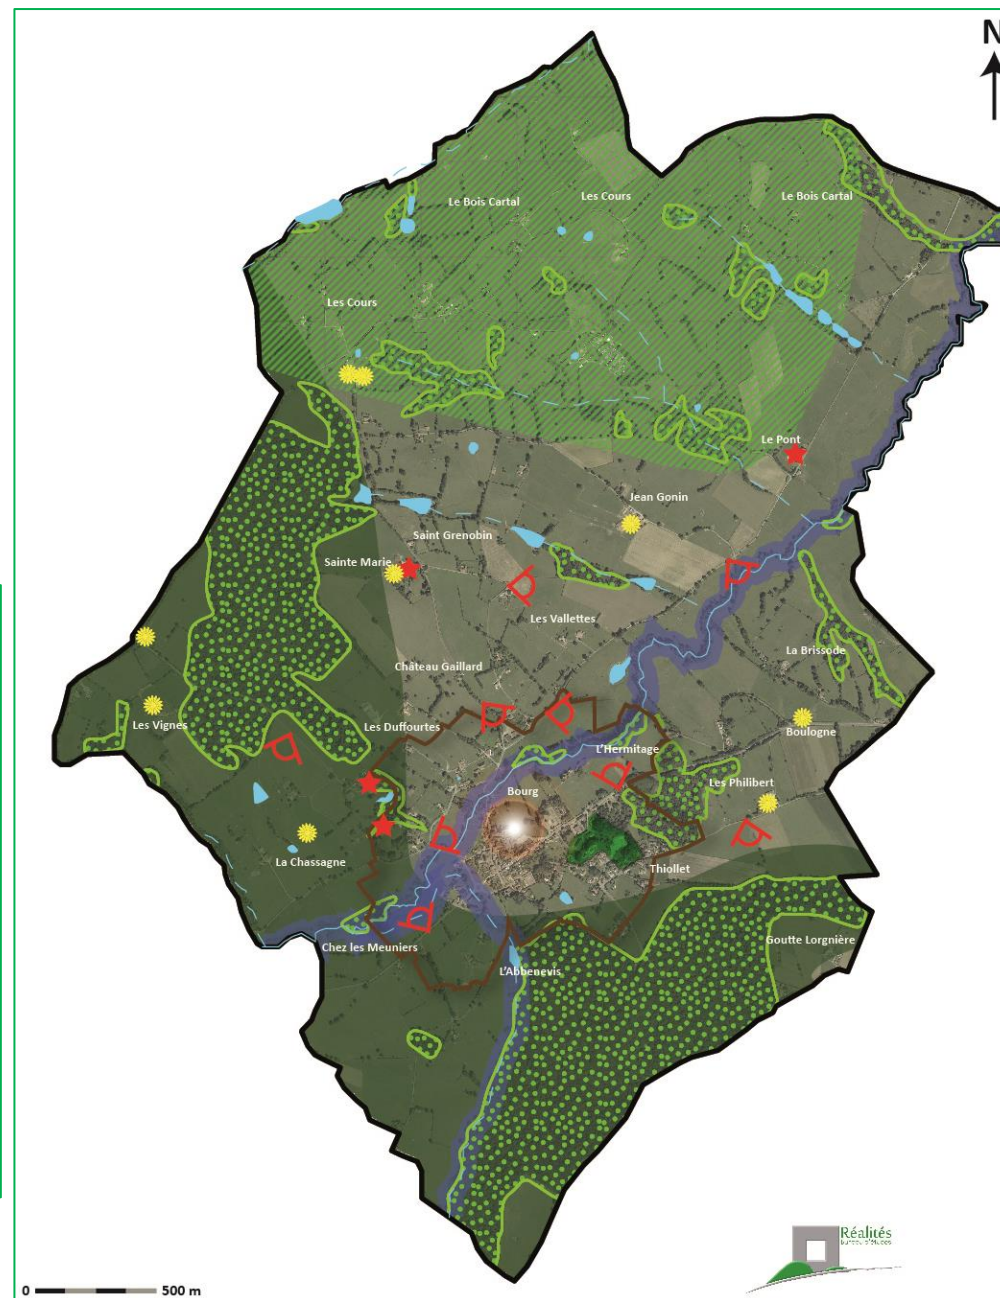 N
Le Bois Cartal
Les Cours
Le Bois Cartal
Les Cours
Le Pont
Jean Gonin
Saint Grenobin
Sainte Marie
Les Vallettes
La Brissode
Château Gaillard
Les Vignes
Les Duffourtes
Boulogne
L'Hermitage
Les Philibert
Bourg
La Chassagne
Thiollet
Chez les Meuniers
Goutte Lorgnière
L'Abbenevis
Réalités
bureau d'études
0 500 m